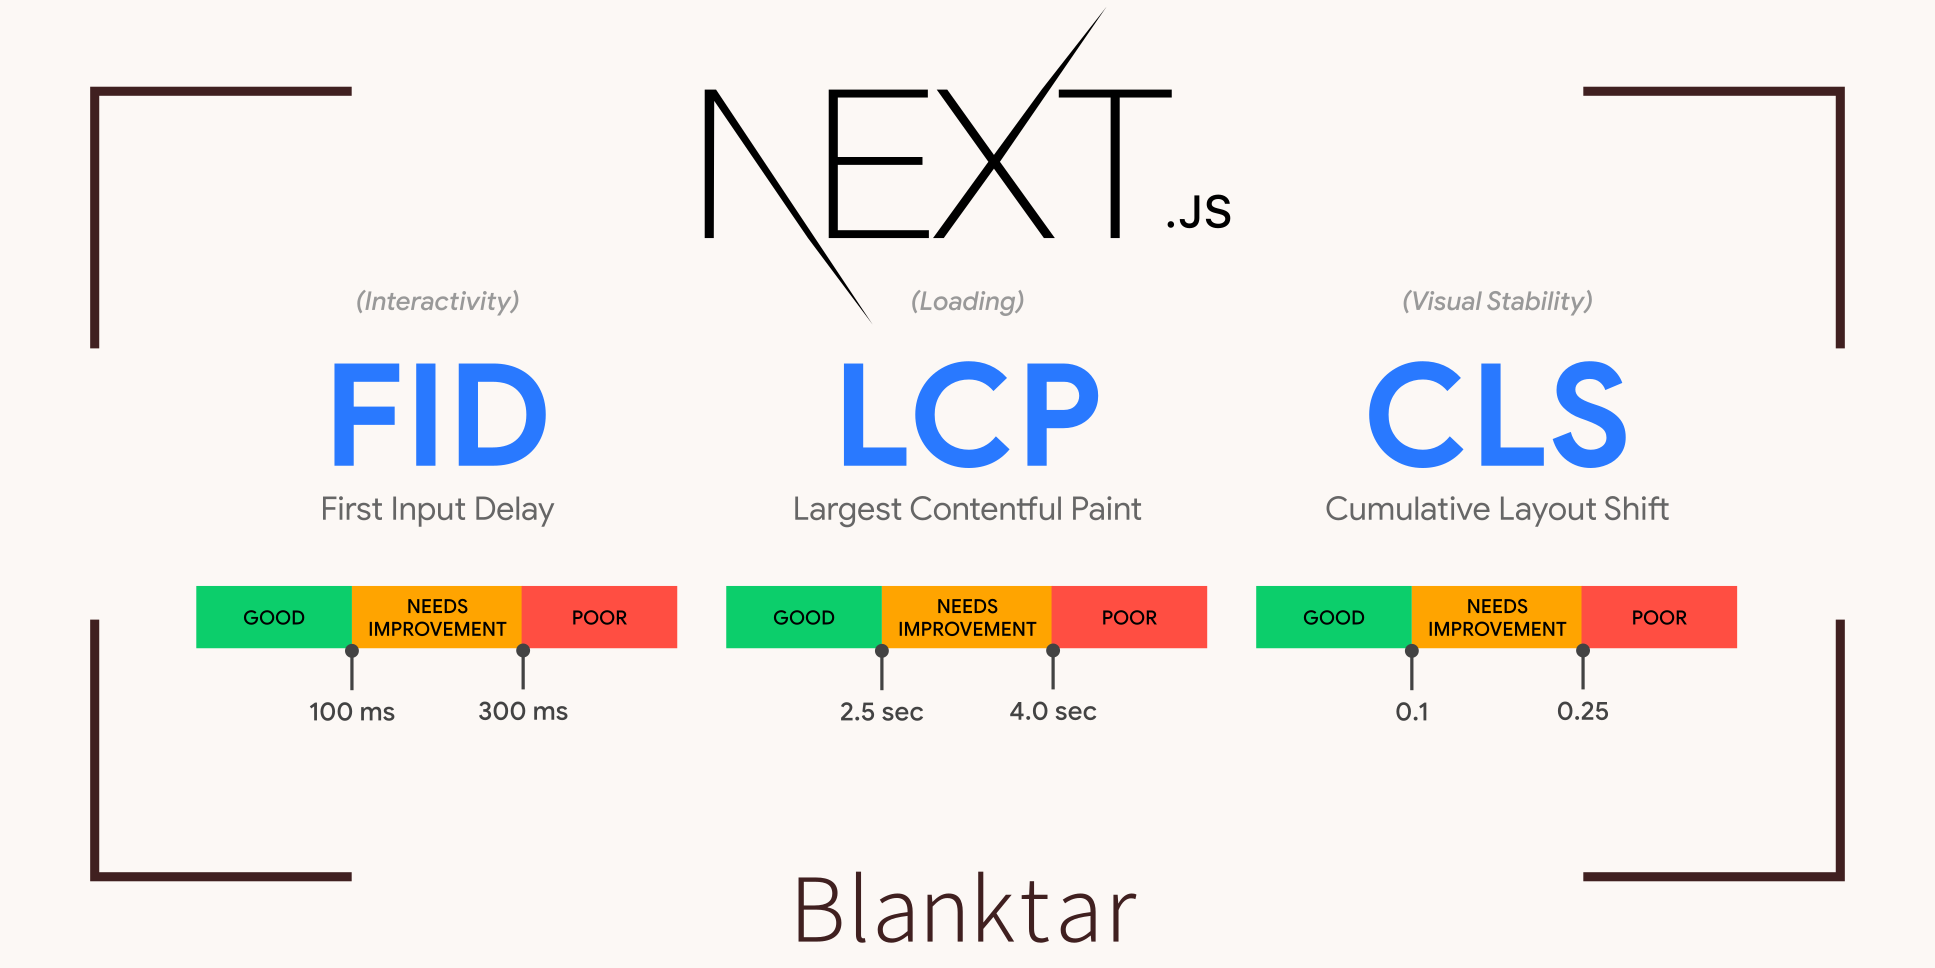 NEXT.JS
(Interactivity)
FID
First Input Delay
GOOD
NEEDS
IMPROVEMENT
POOR
100 ms
300 ms
(Loading)
LCP
Largest Contentful Paint
GOOD
NEEDS
IMPROVEMENT
POOR
2.5 sec
4.0 sec
(Visual Stability)
CLS
Cumulative Layout Shift
GOOD
NEEDS
IMPROVEMENT
POOR
0.1
0.25
Blanktar